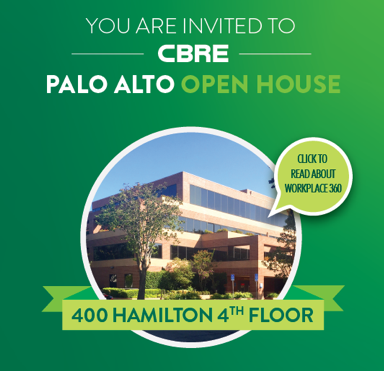 YOU ARE INVITED TO
CBRE
PALO ALTO OPEN HOUSE
CLICK TO
READ ABOUT
WORKPLACE 360
400 HAMILTON 4TH FLOOR